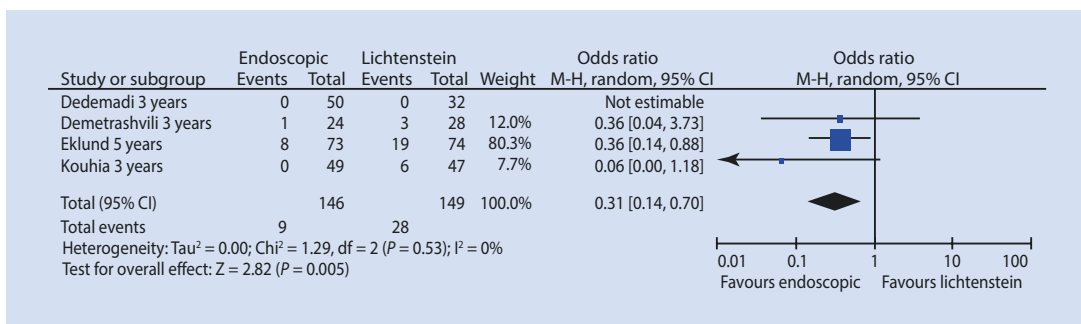 Endoscopic Lichtenstein Odds ratio Odds ratio
Study or subgroup Events Total Events Total Weight M-H, random, 95% CI M-H, random, 95% CI
Dedemadi 3 years 0 50 0 32 Not estimable
Demetrashvili 3 years 1 24 3 28 12.0% 0.36 [0.04, 3.73]
Eklund 5 years 8 73 19 74 80.3% 0.36 [0.14, 0.88]
Kouhia 3 years 0 49 6 47 7.7% 0.06 [0.00, 1.18]
Total (95% CI) 146 149 100.0% 0.31 [0.14, 0.70]
Total events 9 28
Heterogeneity: Tau² = 0.00; Chi² = 1.29, df = 2 (P = 0.53); I² = 0%
Test for overall effect: Z = 2.82 (P = 0.005)
0.01 0.1 1 10 100
Favours endoscopic Favours lichtenstein